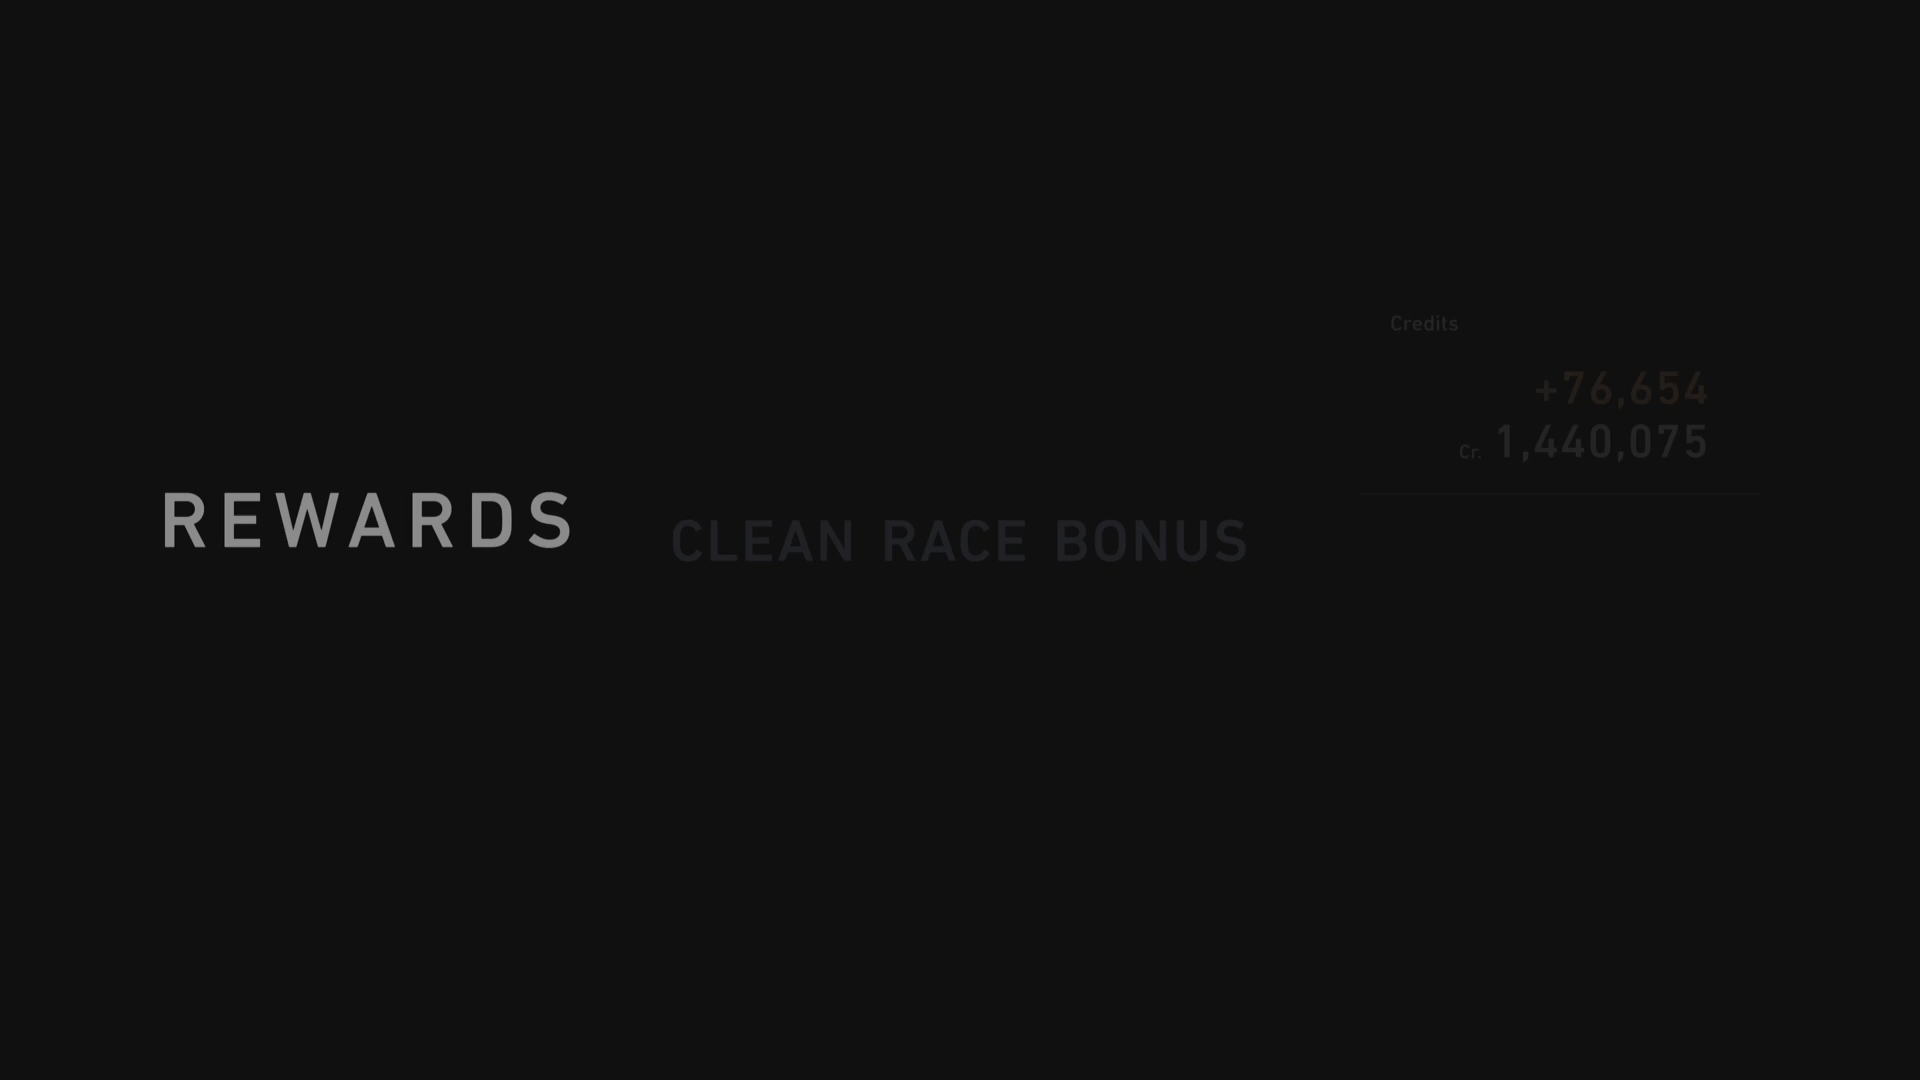 REWARDS
CLEAN RACE BONUS
Credits
+76,654
Cr. 1,440,075